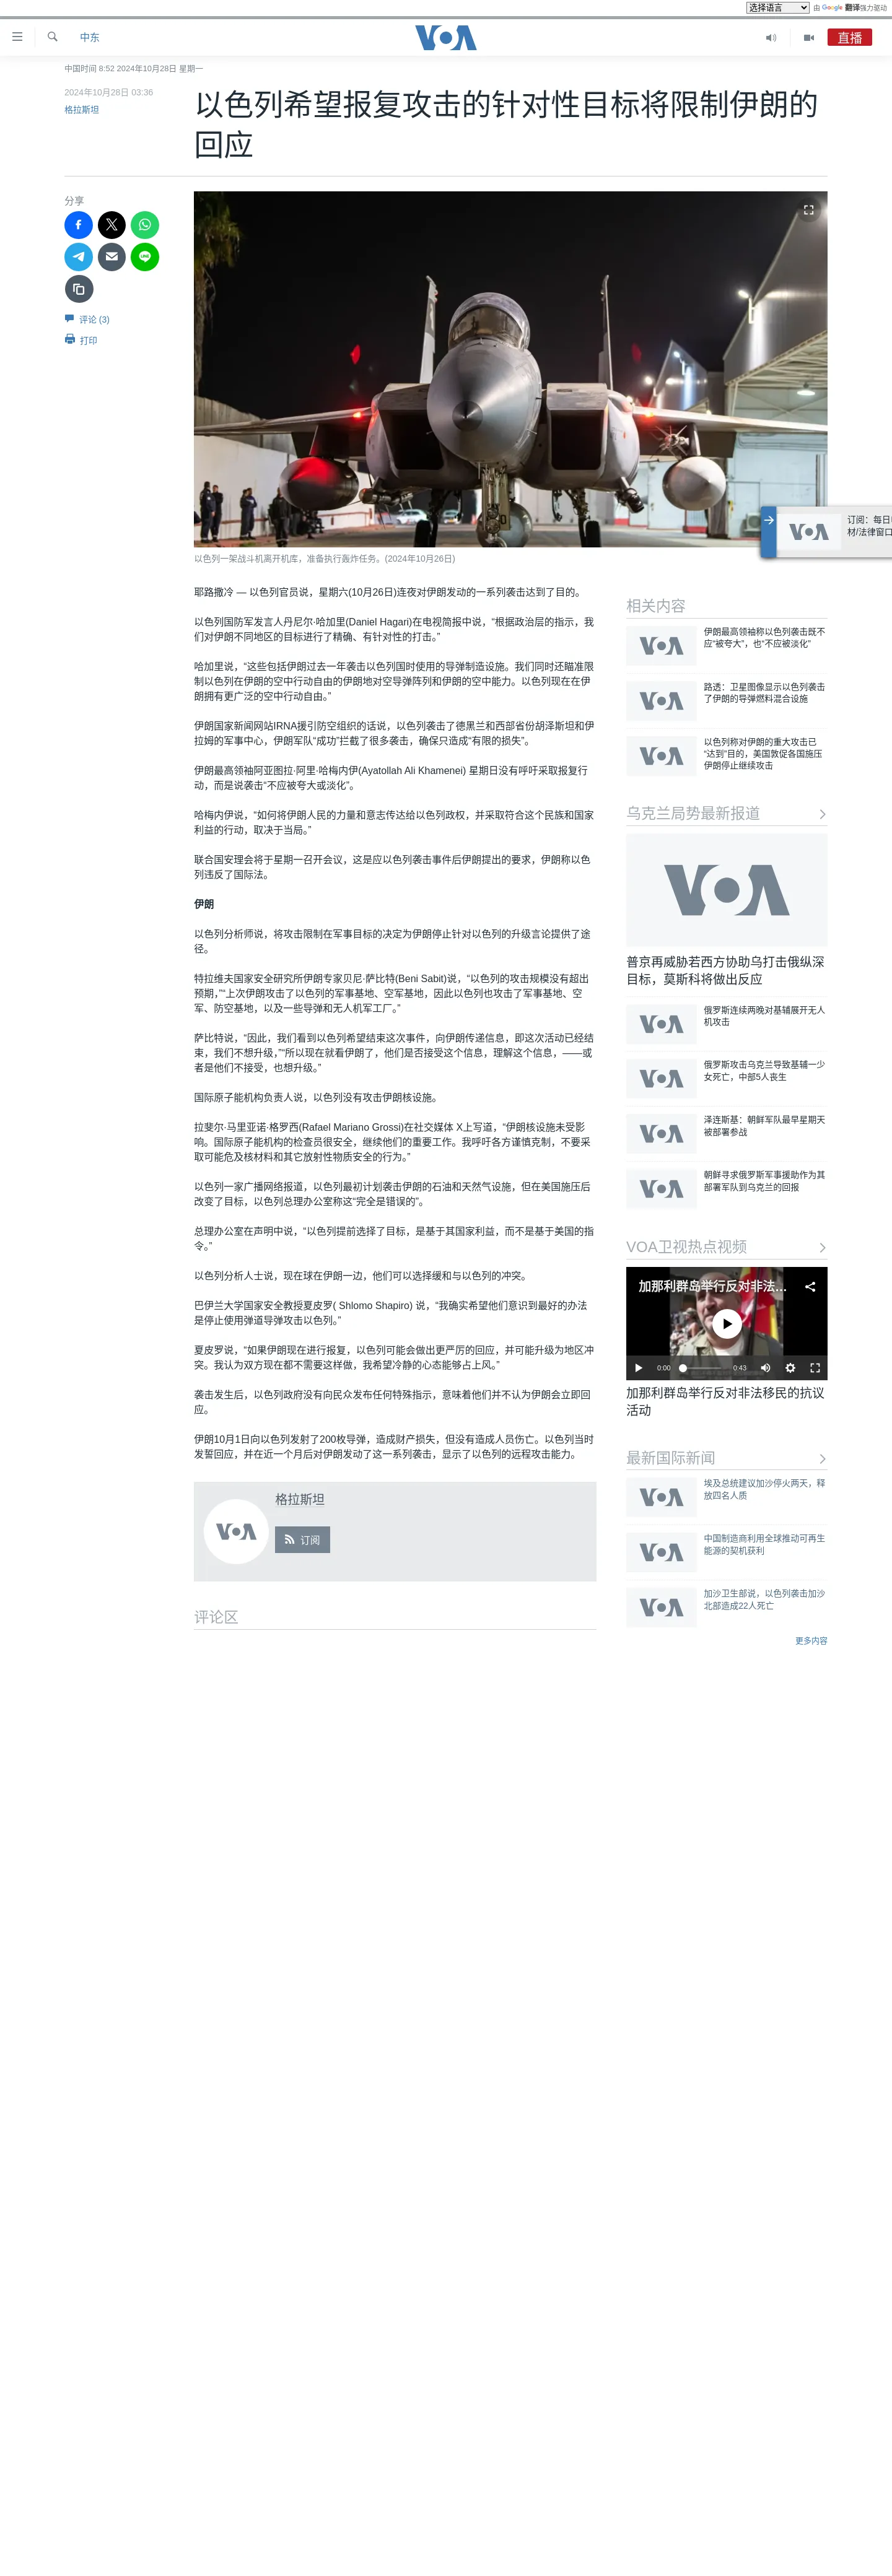 选择语言 由 Google 翻译强力驱动
中东
VOA
直播
中国时间 8:52 2024年10月28日 星期一
2024年10月28日 03:36
格拉斯坦
以色列希望报复攻击的针对性目标将限制伊朗的
回应
分享
评论 (3)
打印
以色列一架战斗机离开机库，准备执行轰炸任务。(2024年10月26日)
VOA
订阅：每日
材/法律窗口
耶路撒冷 — 以色列官员说，星期六(10月26日)连夜对伊朗发动的一系列袭击达到了目的。
以色列国防军发言人丹尼尔·哈加里(Daniel Hagari)在电视简报中说，“根据政治层的指示，我
们对伊朗不同地区的目标进行了精确、有针对性的打击。”
哈加里说，“这些包括伊朗过去一年袭击以色列国时使用的导弹制造设施。我们同时还瞄准限
制以色列在伊朗的空中行动自由的伊朗地对空导弹阵列和伊朗的空中能力。以色列现在在伊
朗拥有更广泛的空中行动自由。”
伊朗国家新闻网站IRNA援引防空组织的话说，以色列袭击了德黑兰和西部省份胡泽斯坦和伊
拉姆的军事中心，伊朗军队“成功”拦截了很多袭击，确保只造成“有限的损失”。
伊朗最高领袖阿亚图拉·阿里·哈梅内伊(Ayatollah Ali Khamenei) 星期日没有呼吁采取报复行
动，而是说袭击“不应被夸大或淡化”。
哈梅内伊说，“如何将伊朗人民的力量和意志传达给以色列政权，并采取符合这个民族和国家
利益的行动，取决于当局。”
联合国安理会将于星期一召开会议，这是应以色列袭击事件后伊朗提出的要求，伊朗称以色
列违反了国际法。
伊朗
以色列分析师说，将攻击限制在军事目标的决定为伊朗停止针对以色列的升级言论提供了途
径。
特拉维夫国家安全研究所伊朗专家贝尼·萨比特(Beni Sabit)说，“以色列的攻击规模没有超出
预期，”“上次伊朗攻击了以色列的军事基地、空军基地，因此以色列也攻击了军事基地、空
军、防空基地，以及一些导弹和无人机军工厂。”
萨比特说，“因此，我们看到以色列希望结束这次事件，向伊朗传递信息，即这次活动已经结
束，我们不想升级，”“所以现在就看伊朗了，他们是否接受这个信息，理解这个信息，——或
者是他们不接受，也想升级。”
国际原子能机构负责人说，以色列没有攻击伊朗核设施。
拉斐尔·马里亚诺·格罗西(Rafael Mariano Grossi)在社交媒体 X上写道，“伊朗核设施未受影
响。国际原子能机构的检查员很安全，继续他们的重要工作。我呼吁各方谨慎克制，不要采
取可能危及核材料和其它放射性物质安全的行为。”
以色列一家广播网络报道，以色列最初计划袭击伊朗的石油和天然气设施，但在美国施压后
改变了目标，以色列总理办公室称这“完全是错误的”。
总理办公室在声明中说，“以色列提前选择了目标，是基于其国家利益，而不是基于美国的指
令。”
以色列分析人士说，现在球在伊朗一边，他们可以选择缓和与以色列的冲突。
巴伊兰大学国家安全教授夏皮罗( Shlomo Shapiro) 说，“我确实希望他们意识到最好的办法
是停止使用弹道导弹攻击以色列。”
夏皮罗说，“如果伊朗现在进行报复，以色列可能会做出更严厉的回应，并可能升级为地区冲
突。我认为双方现在都不需要这样做，我希望冷静的心态能够占上风。”
袭击发生后，以色列政府没有向民众发布任何特殊指示，意味着他们并不认为伊朗会立即回
应。
伊朗10月1日向以色列发射了200枚导弹，造成财产损失，但没有造成人员伤亡。以色列当时
发誓回应，并在近一个月后对伊朗发动了这一系列袭击，显示了以色列的远程攻击能力。
VOA
格拉斯坦
订阅
评论区
相关内容
VOA
伊朗最高领袖称以色列袭击既不
应“被夸大”，也“不应被淡化”
VOA
路透：卫星图像显示以色列袭击
了伊朗的导弹燃料混合设施
VOA
以色列称对伊朗的重大攻击已
“达到”目的，美国敦促各国施压
伊朗停止继续攻击
乌克兰局势最新报道
VOA
普京再威胁若西方协助乌打击俄纵深
目标，莫斯科将做出反应
VOA
俄罗斯连续两晚对基辅展开无人
机攻击
VOA
俄罗斯攻击乌克兰导致基辅一少
女死亡，中部5人丧生
VOA
泽连斯基：朝鲜军队最早星期天
被部署参战
VOA
朝鲜寻求俄罗斯军事援助作为其
部署军队到乌克兰的回报
VOA卫视热点视频
加那利群岛举行反对非法...
0:00 0:43
加那利群岛举行反对非法移民的抗议
活动
最新国际新闻
VOA
埃及总统建议加沙停火两天，释
放四名人质
VOA
中国制造商利用全球推动可再生
能源的契机获利
VOA
加沙卫生部说，以色列袭击加沙
北部造成22人死亡
更多内容